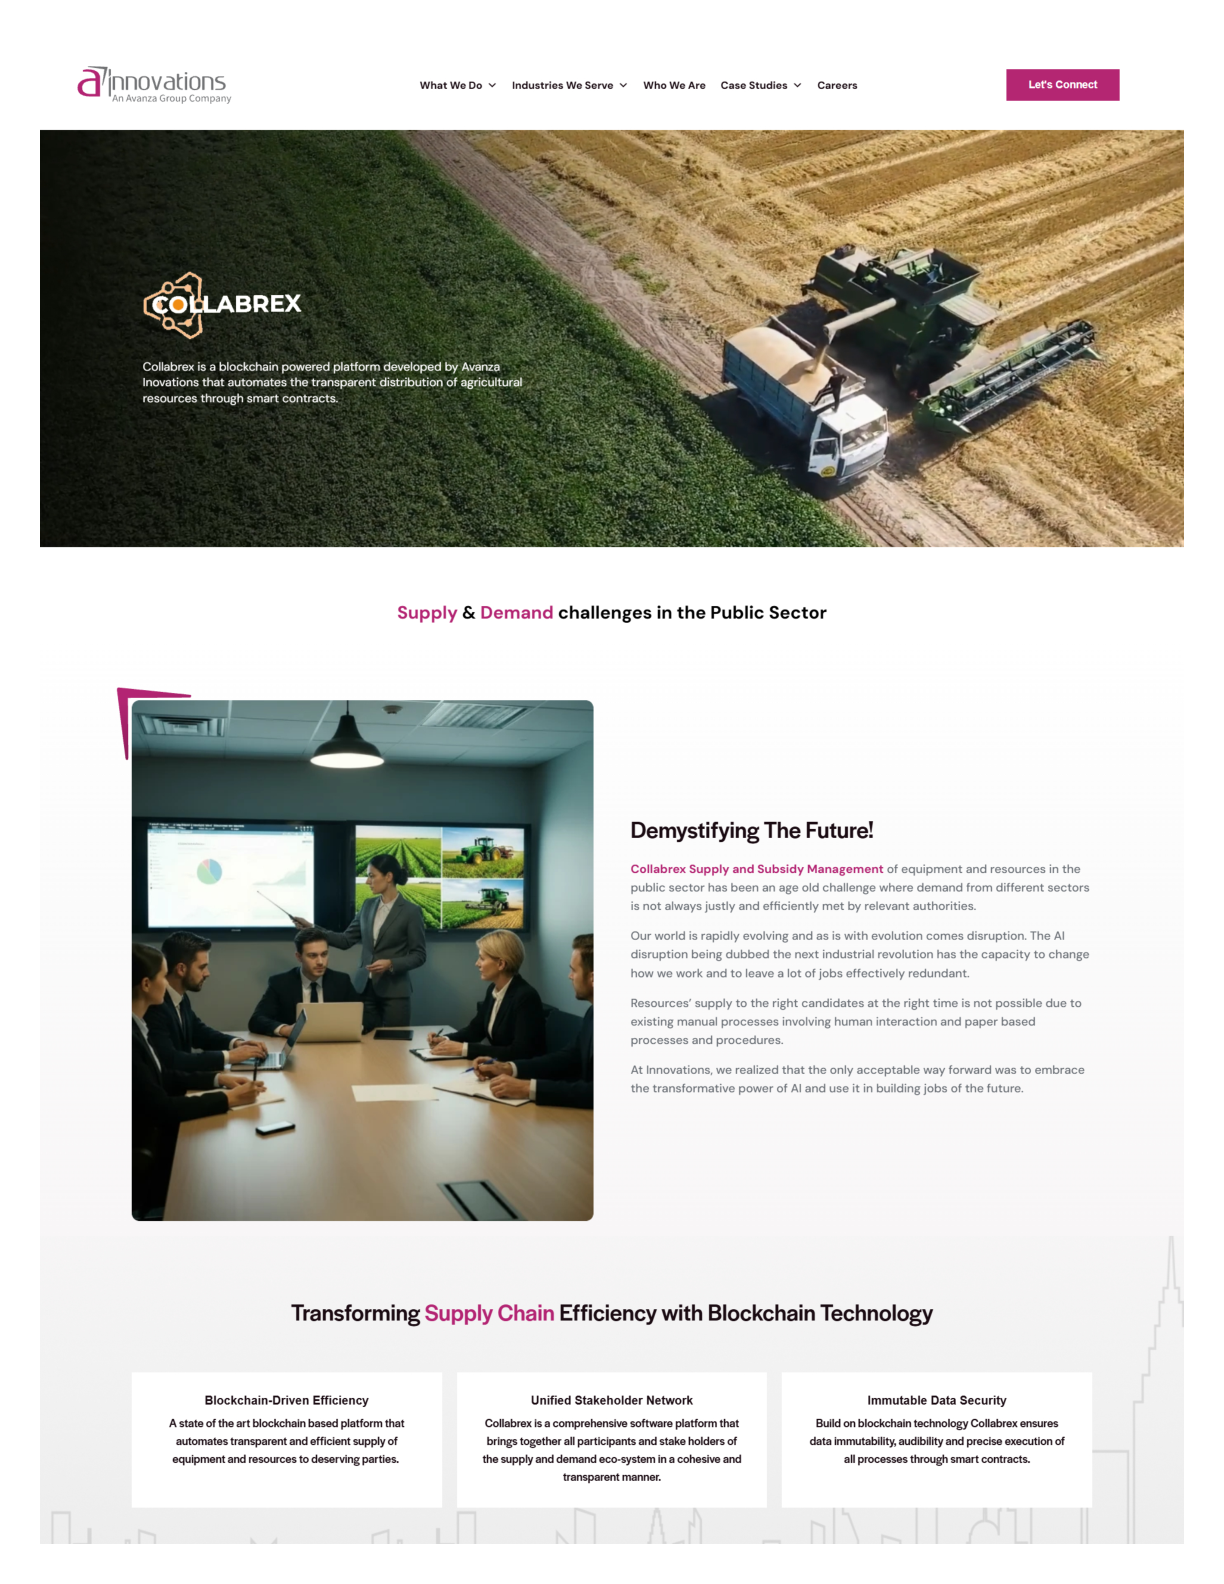 a'innovations
An Avanza Group Company
What We Do
Industries We Serve
Who We Are
Case Studies
Careers
Let's Connect
COLLABREX
Collabrex is a blockchain powered platform developed by Avanza
Inovations that automates the transparent distribution of agricultural
resources through smart contracts.
Supply & Demand challenges in the Public Sector
Demystifying The Future!
Collabrex Supply and Subsidy Management of equipment and resources in the
public sector has been an age old challenge where demand from different sectors
is not always justly and efficiently met by relevant authorities.
Our world is rapidly evolving and as is with evolution comes disruption. The AI
disruption being dubbed the next industrial revolution has the capacity to change
how we work and to leave a lot of jobs effectively redundant.
Resources’ supply to the right candidates at the right time is not possible due to
existing manual processes involving human interaction and paper based
processes and procedures.
At Innovations, we realized that the only acceptable way forward was to embrace
the transformative power of AI and use it in building jobs of the future.
Transforming Supply Chain Efficiency with Blockchain Technology
Blockchain-Driven Efficiency
A state of the art blockchain based platform that
automates transparent and efficient supply of
equipment and resources to deserving parties.
Unified Stakeholder Network
Collabrex is a comprehensive software platform that
brings together all participants and stake holders of
the supply and demand eco-system in a cohesive and
transparent manner.
Immutable Data Security
Build on blockchain technology Collabrex ensures
data immutability, audibility and precise execution of
all processes through smart contracts.